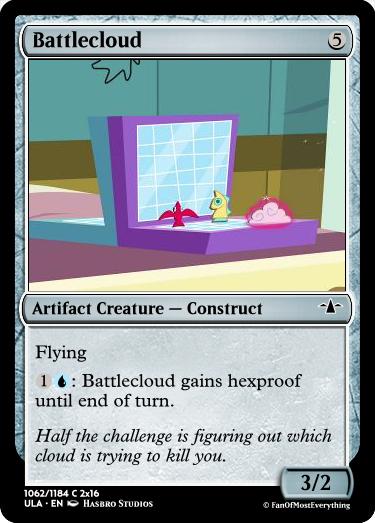 Battlecloud 5
Artifact Creature — Construct
Flying
1: Battlecloud gains hexproof
until end of turn.
Half the challenge is figuring out which
cloud is trying to kill you.
3/2
1062/1184 C 2x16
ULA • EN HASBRO STUDIOS
© FanOfMostEverything